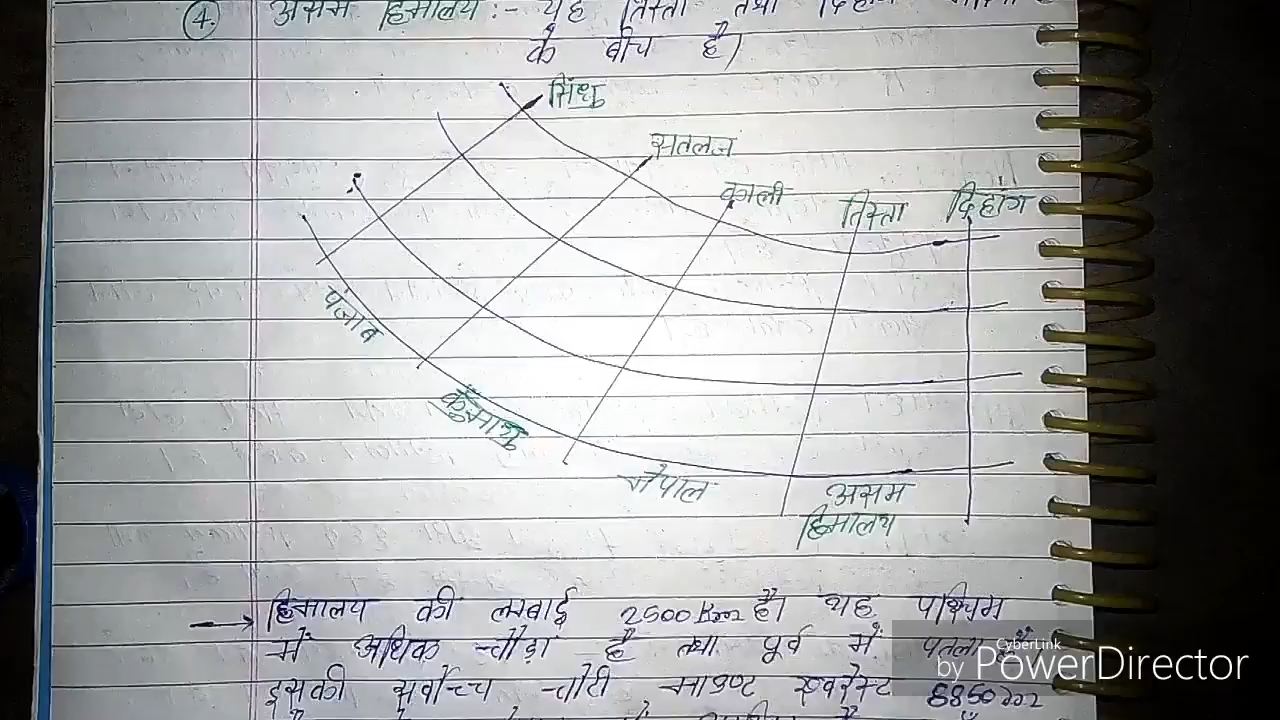 4. असम हिमालय :- यह तिस्ता तथा दिहांग
के बीच है।
सिंधु
सतलज
काली
तिस्ता
दिहांग
पंजाब
कुँमायु
नेपाल
असम
हिमालय
→ हिमालय की लम्बाई 2500 Km है। यह पश्चिम
में अधिक चौड़ा है तथा पूर्व में पतला है
इसकी सर्वोच्च चोटी माउण्ट एवरेस्ट 8850m
CyberLink
by PowerDirector